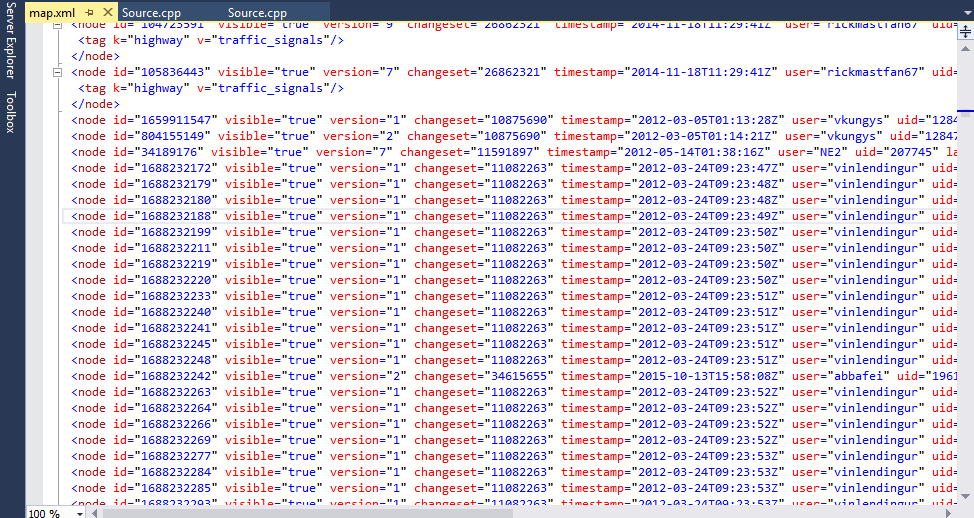 Server Explorer
Toolbox
map.xml Source.cpp Source.cpp
<node id="104725591" visible="true" version="9" changeset="26862321" timestamp="2014-11-18T11:29:41Z" user="rickmastfan67" uid=
<tag k="highway" v="traffic_signals"/>
</node>
<node id="105836443" visible="true" version="7" changeset="26862321" timestamp="2014-11-18T11:29:41Z" user="rickmastfan67" uid=
<tag k="highway" v="traffic_signals"/>
</node>
<node id="1659911547" visible="true" version="1" changeset="10875690" timestamp="2012-03-05T01:13:28Z" user="vkungys" uid="1284
<node id="804155149" visible="true" version="2" changeset="10875690" timestamp="2012-03-05T01:14:21Z" user="vkungys" uid="12847
<node id="34189176" visible="true" version="7" changeset="11591897" timestamp="2012-05-14T01:38:16Z" user="NE2" uid="207745" la
<node id="1688232172" visible="true" version="1" changeset="11082263" timestamp="2012-03-24T09:23:47Z" user="vinlendingur" uid=
<node id="1688232179" visible="true" version="1" changeset="11082263" timestamp="2012-03-24T09:23:48Z" user="vinlendingur" uid=
<node id="1688232180" visible="true" version="1" changeset="11082263" timestamp="2012-03-24T09:23:48Z" user="vinlendingur" uid=
<node id="1688232188" visible="true" version="1" changeset="11082263" timestamp="2012-03-24T09:23:49Z" user="vinlendingur" uid=
<node id="1688232199" visible="true" version="1" changeset="11082263" timestamp="2012-03-24T09:23:50Z" user="vinlendingur" uid=
<node id="1688232211" visible="true" version="1" changeset="11082263" timestamp="2012-03-24T09:23:50Z" user="vinlendingur" uid=
<node id="1688232219" visible="true" version="1" changeset="11082263" timestamp="2012-03-24T09:23:50Z" user="vinlendingur" uid=
<node id="1688232220" visible="true" version="1" changeset="11082263" timestamp="2012-03-24T09:23:50Z" user="vinlendingur" uid=
<node id="1688232233" visible="true" version="1" changeset="11082263" timestamp="2012-03-24T09:23:51Z" user="vinlendingur" uid=
<node id="1688232240" visible="true" version="1" changeset="11082263" timestamp="2012-03-24T09:23:51Z" user="vinlendingur" uid=
<node id="1688232241" visible="true" version="1" changeset="11082263" timestamp="2012-03-24T09:23:51Z" user="vinlendingur" uid=
<node id="1688232245" visible="true" version="1" changeset="11082263" timestamp="2012-03-24T09:23:51Z" user="vinlendingur" uid=
<node id="1688232248" visible="true" version="1" changeset="11082263" timestamp="2012-03-24T09:23:51Z" user="vinlendingur" uid=
<node id="1688232242" visible="true" version="2" changeset="34615655" timestamp="2015-10-13T15:58:08Z" user="abbafei" uid="1961
<node id="1688232263" visible="true" version="1" changeset="11082263" timestamp="2012-03-24T09:23:52Z" user="vinlendingur" uid=
<node id="1688232264" visible="true" version="1" changeset="11082263" timestamp="2012-03-24T09:23:52Z" user="vinlendingur" uid=
<node id="1688232266" visible="true" version="1" changeset="11082263" timestamp="2012-03-24T09:23:52Z" user="vinlendingur" uid=
<node id="1688232269" visible="true" version="1" changeset="11082263" timestamp="2012-03-24T09:23:52Z" user="vinlendingur" uid=
<node id="1688232277" visible="true" version="1" changeset="11082263" timestamp="2012-03-24T09:23:53Z" user="vinlendingur" uid=
<node id="1688232284" visible="true" version="1" changeset="11082263" timestamp="2012-03-24T09:23:53Z" user="vinlendingur" uid=
<node id="1688232285" visible="true" version="1" changeset="11082263" timestamp="2012-03-24T09:23:53Z" user="vinlendingur" uid=
<node id="1688232293" visible="true" version="1" changeset="11082263" timestamp="2012-03-24T09:23:53Z" user="vinlendingur" uid=
100 %